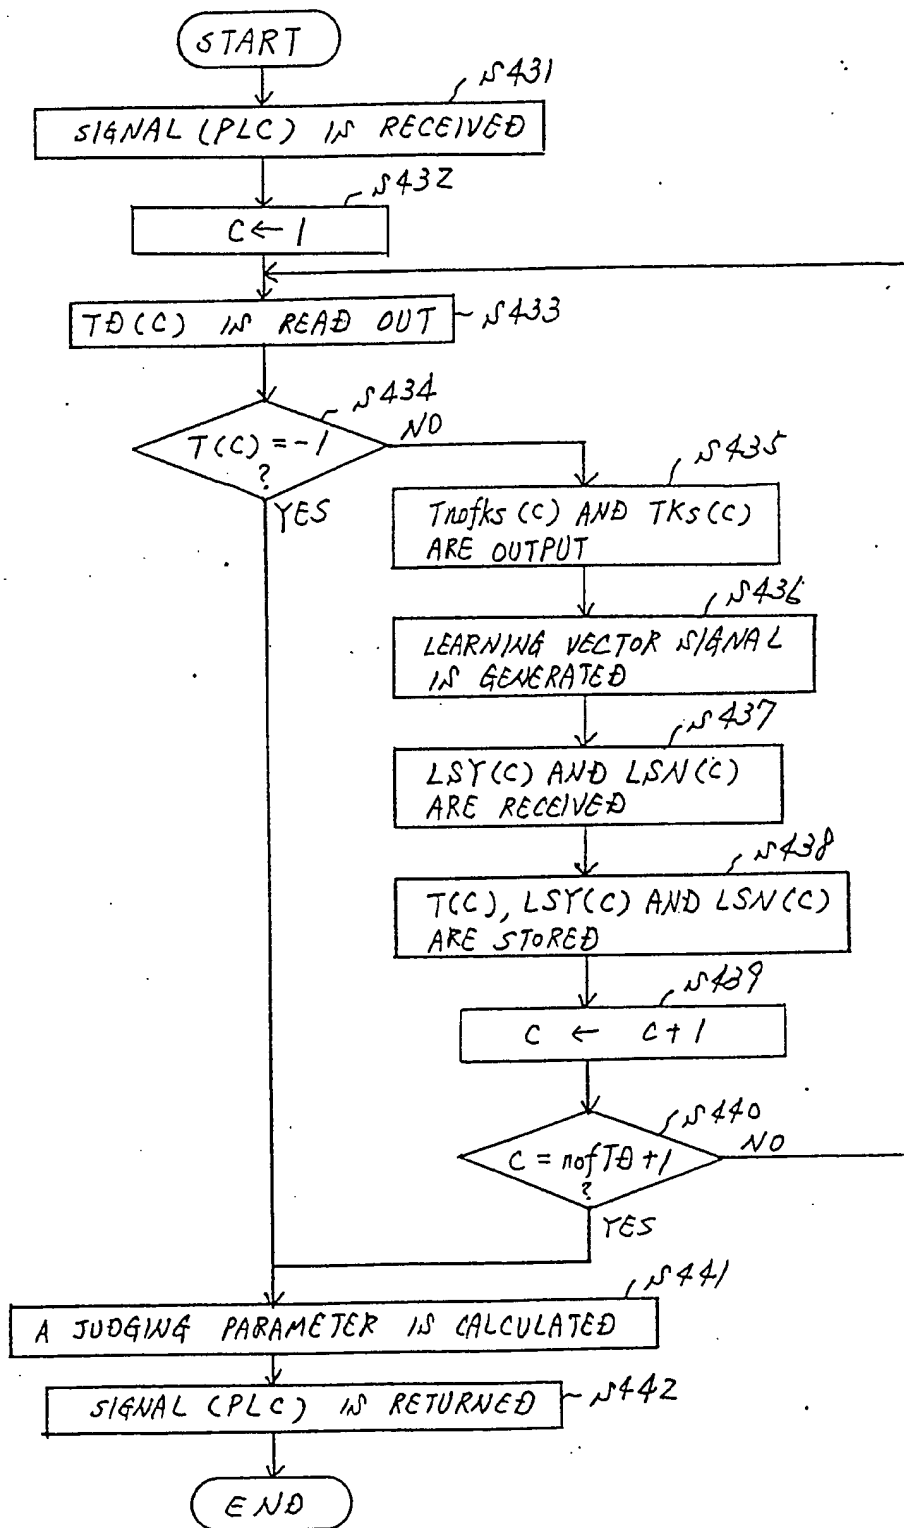 START
S431
SIGNAL (PLC) IS RECEIVED
S432
C ← 1
TD(C) IS READ OUT
S433
S434
T(C) = -1
?
NO
YES
S435
Tnofks (C) AND TKS(C)
ARE OUTPUT
S436
LEARNING VECTOR SIGNAL
IS GENERATED
S437
LSY(C) AND LSN(C)
ARE RECEIVED
S438
T(C), LSY(C) AND LSN(C)
ARE STORED
S439
C ← C+1
S440
C = nofTD+1
?
NO
YES
S441
A JUDGING PARAMETER IS CALCULATED
SIGNAL (PLC) IS RETURNED
S442
END